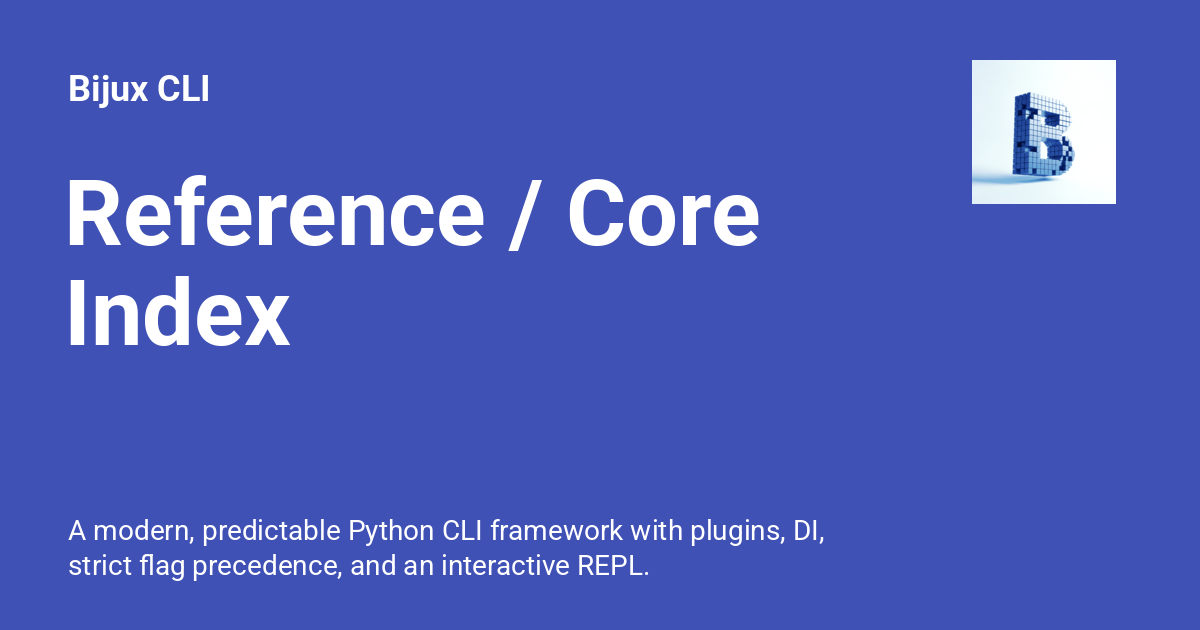 Bijux CLI
Reference / Core
Index
A modern, predictable Python CLI framework with plugins, DI,
strict flag precedence, and an interactive REPL.
B